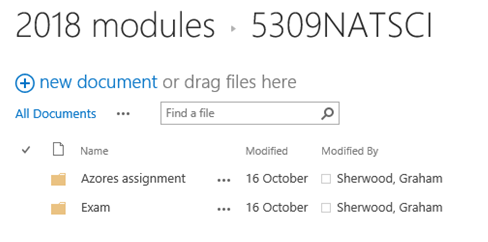 2018 modules ▸ 5309NATSCI
new document or drag files here
All Documents ••• Find a file
Name Modified Modified By
Azores assignment ••• 16 October Sherwood, Graham
Exam ••• 16 October Sherwood, Graham